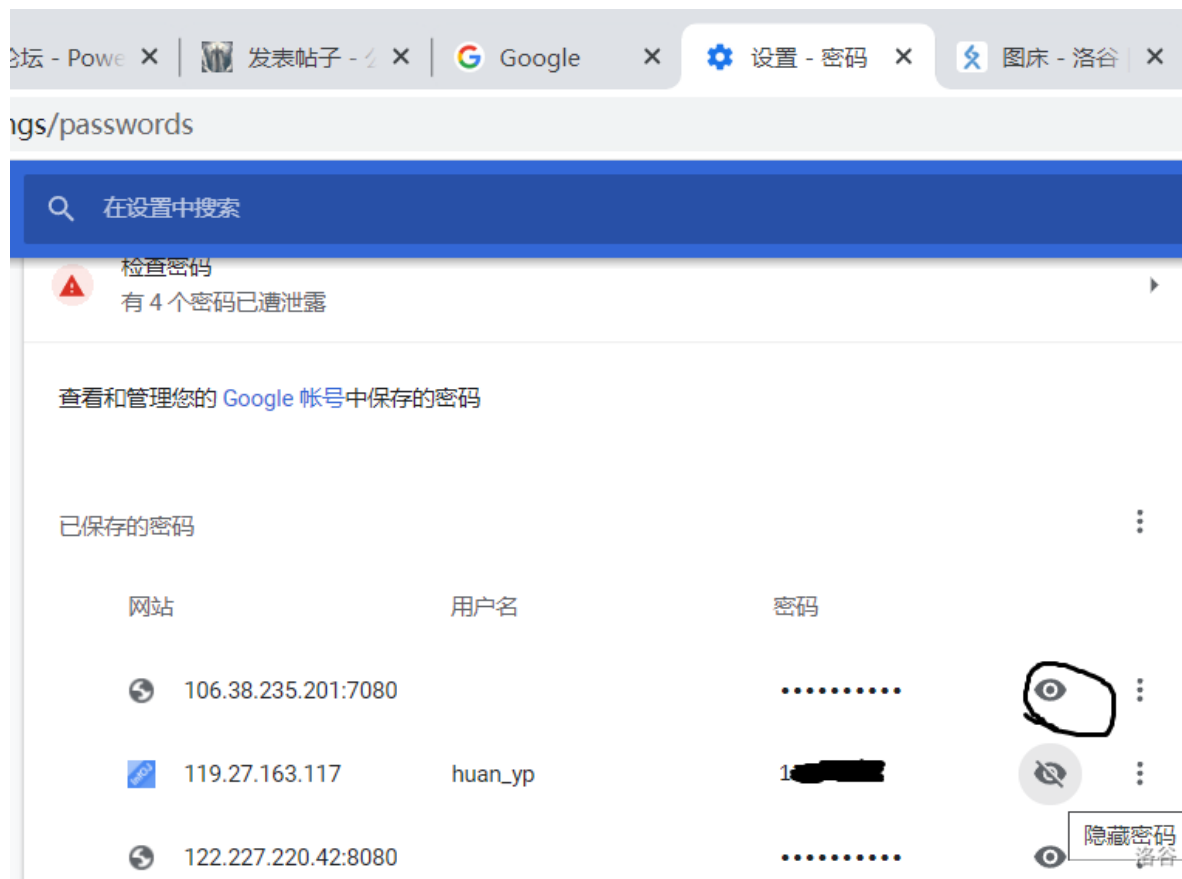 论坛 - Powe
发表帖子 -
Google
设置 - 密码
图床 - 洛谷
ngs/passwords
在设置中搜索
检查密码
有 4 个密码已遭泄露
查看和管理您的 Google 帐号中保存的密码
已保存的密码
网站 用户名 密码
106.38.235.201:7080 ••••••••••
119.27.163.117 huan_yp 1
122.227.220.42:8080 ••••••••••
隐藏密码
洛谷